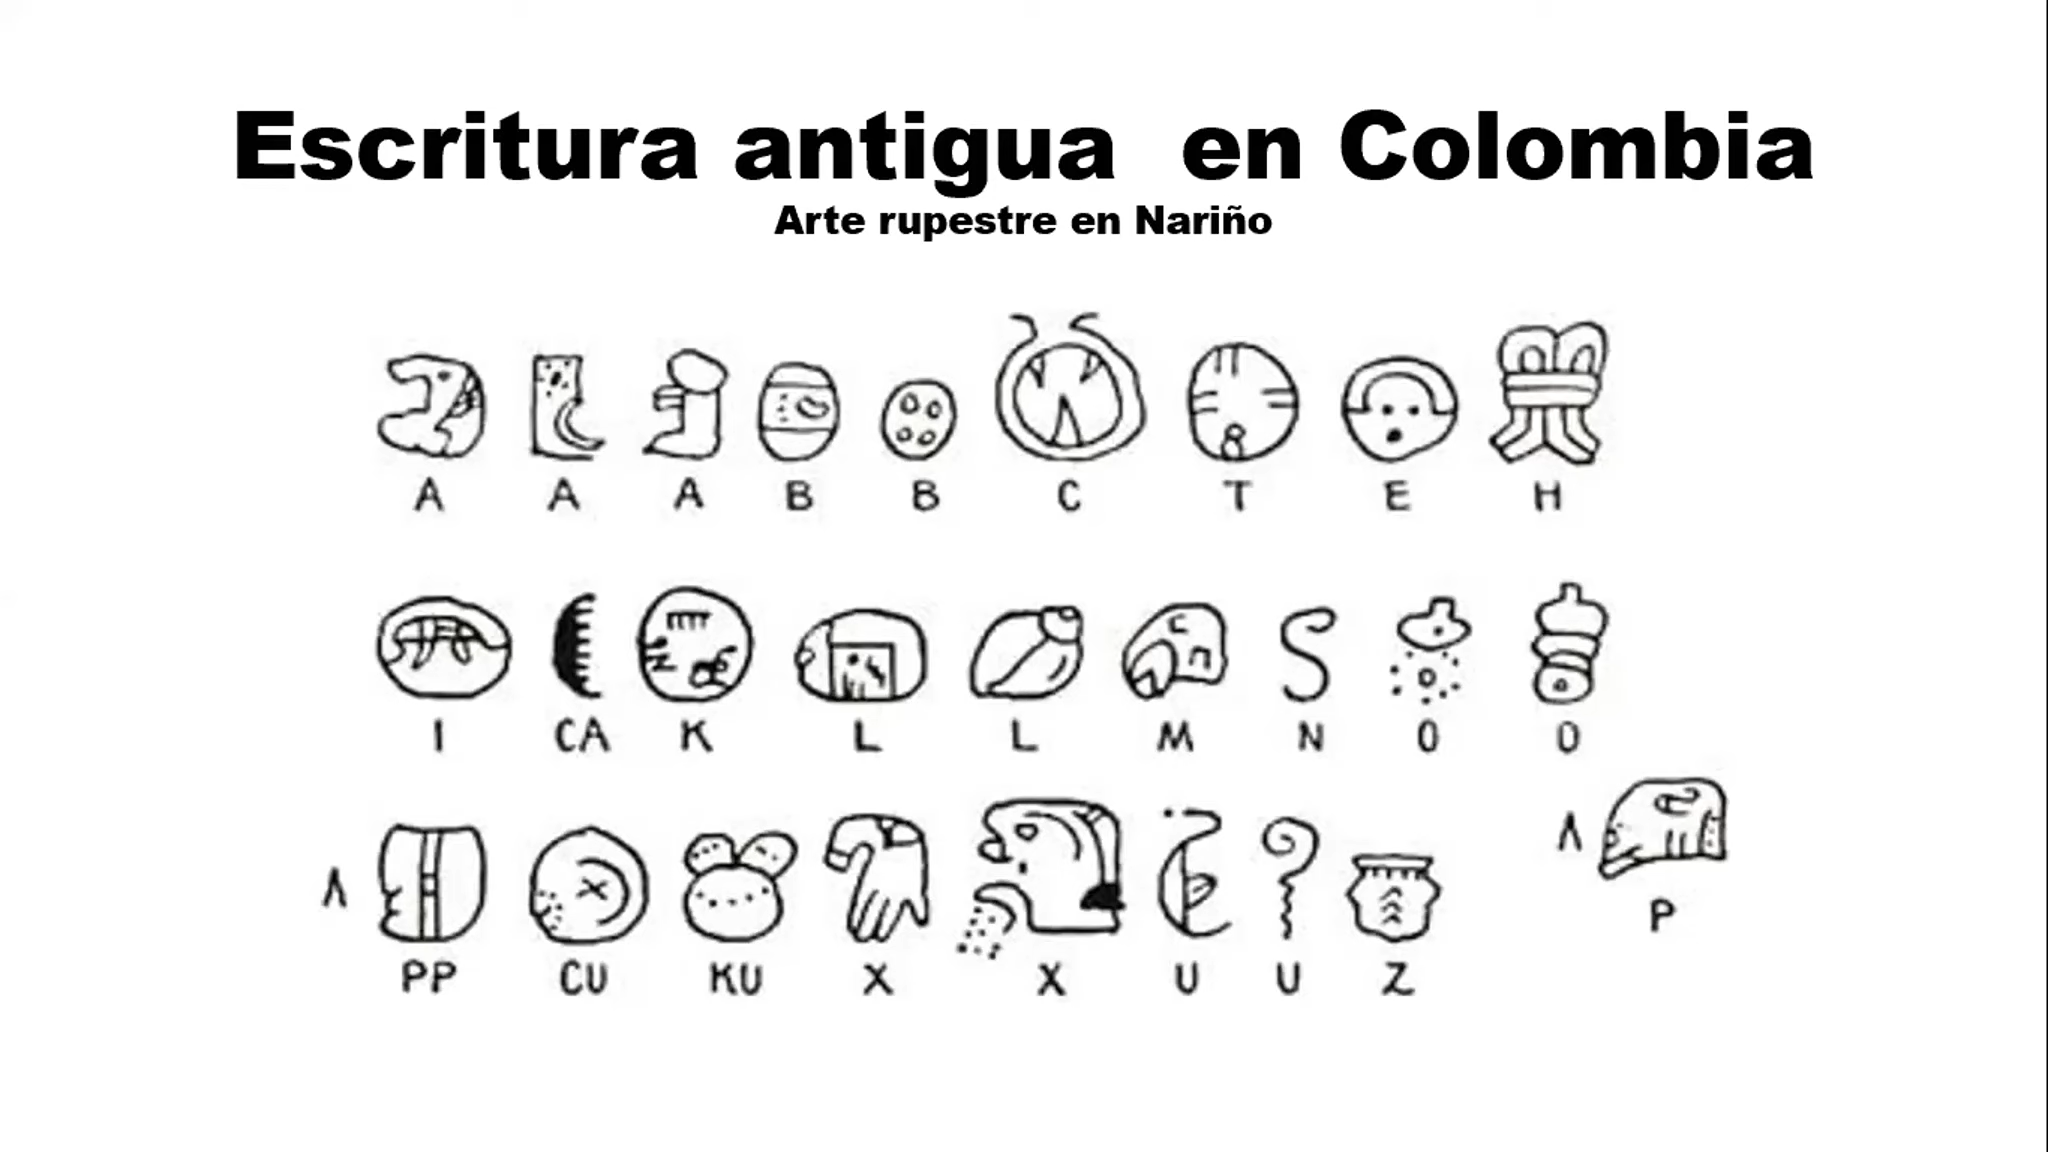 Escritura antigua en Colombia
Arte rupestre en Nariño
A A A B B C T E H
I CA K L L M N O O
P
PP CU KU X X U U Z